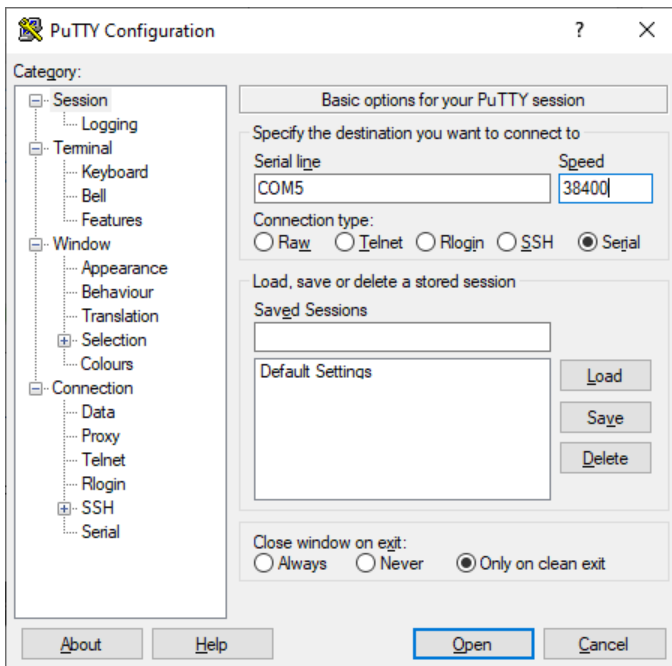 PuTTY Configuration
Category:
Session
Logging
Terminal
Keyboard
Bell
Features
Window
Appearance
Behaviour
Translation
Selection
Colours
Connection
Data
Proxy
Telnet
Rlogin
SSH
Serial
Basic options for your PuTTY session
Specify the destination you want to connect to
Serial line Speed
COM5 38400
Connection type:
Raw Telnet Rlogin SSH Serial
Load, save or delete a stored session
Saved Sessions
Default Settings
Load
Save
Delete
Close window on exit:
Always Never Only on clean exit
About Help Open Cancel